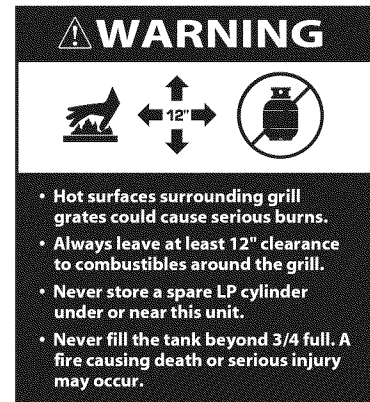 WARNING
12"
• Hot surfaces surrounding grill
grates could cause serious burns.
• Always leave at least 12" clearance
to combustibles around the grill.
• Never store a spare LP cylinder
under or near this unit.
• Never fill the tank beyond 3/4 full. A
fire causing death or serious injury
may occur.